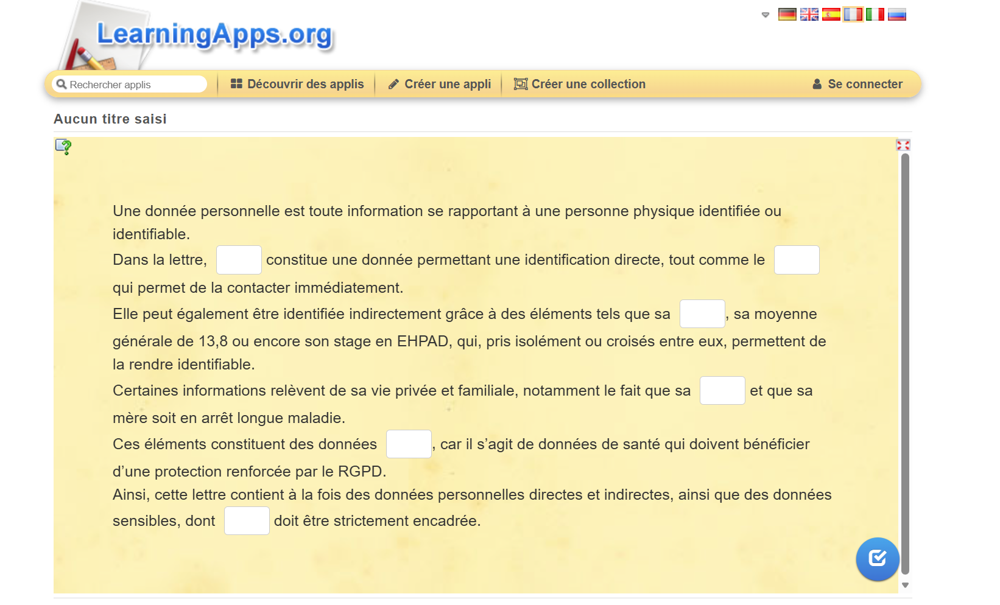 LearningApps.org
Rechercher applis
Découvrir des applis
Créer une appli
Créer une collection
Se connecter
Aucun titre saisi
Une donnée personnelle est toute information se rapportant à une personne physique identifiée ou
identifiable.
Dans la lettre, constitue une donnée permettant une identification directe, tout comme le
qui permet de la contacter immédiatement.
Elle peut également être identifiée indirectement grâce à des éléments tels que sa , sa moyenne
générale de 13,8 ou encore son stage en EHPAD, qui, pris isolément ou croisés entre eux, permettent de
la rendre identifiable.
Certaines informations relèvent de sa vie privée et familiale, notamment le fait que sa et que sa
mère soit en arrêt longue maladie.
Ces éléments constituent des données , car il s’agit de données de santé qui doivent bénéficier
d’une protection renforcée par le RGPD.
Ainsi, cette lettre contient à la fois des données personnelles directes et indirectes, ainsi que des données
sensibles, dont doit être strictement encadrée.